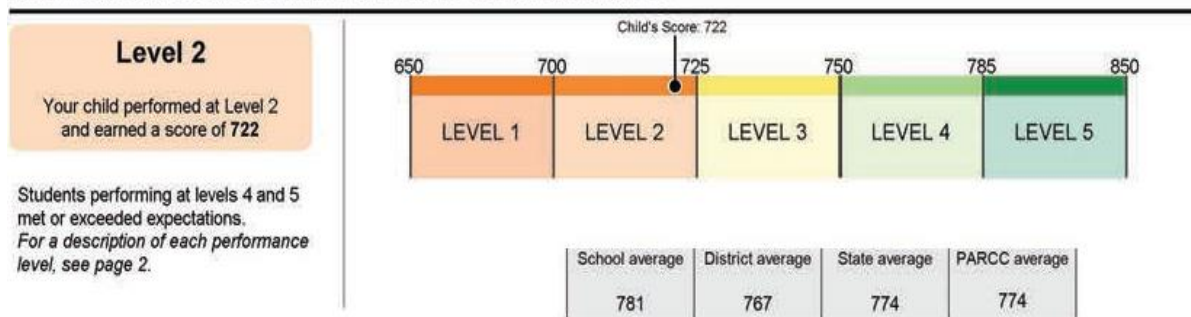 Level 2
Your child performed at Level 2
and earned a score of 722
Students performing at levels 4 and 5
met or exceeded expectations.
For a description of each performance
level, see page 2.
Child's Score: 722
650 700 725 750 785 850
LEVEL 1 LEVEL 2 LEVEL 3 LEVEL 4 LEVEL 5
School average District average State average PARCC average
781 767 774 774